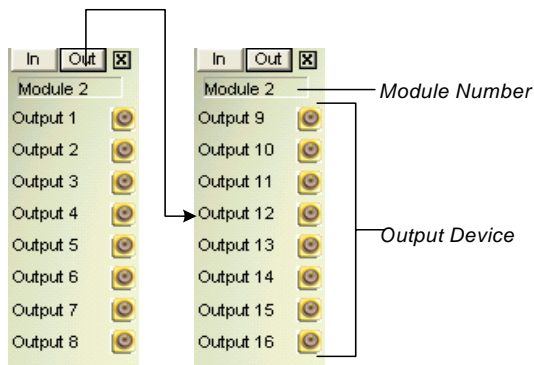 In Out X
Module 2
Output 1
Output 2
Output 3
Output 4
Output 5
Output 6
Output 7
Output 8
In Out X
Module 2
Output 9
Output 10
Output 11
Output 12
Output 13
Output 14
Output 15
Output 16
Module Number
Output Device